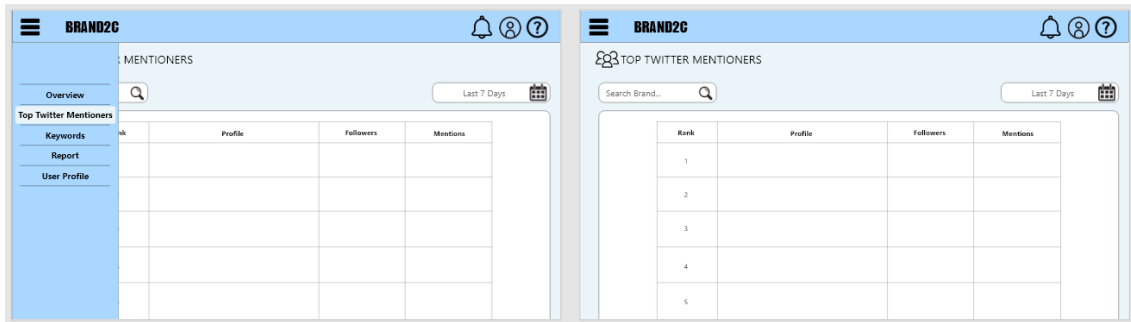 BRAND2C
MENTIONERS
Last 7 Days
Overview
Top Twitter Mentioners
Keywords
Report
User Profile
Profile Followers Mentions
BRAND2C
TOP TWITTER MENTIONERS
Search Brand... Last 7 Days
Rank Profile Followers Mentions
1
2
3
4
5